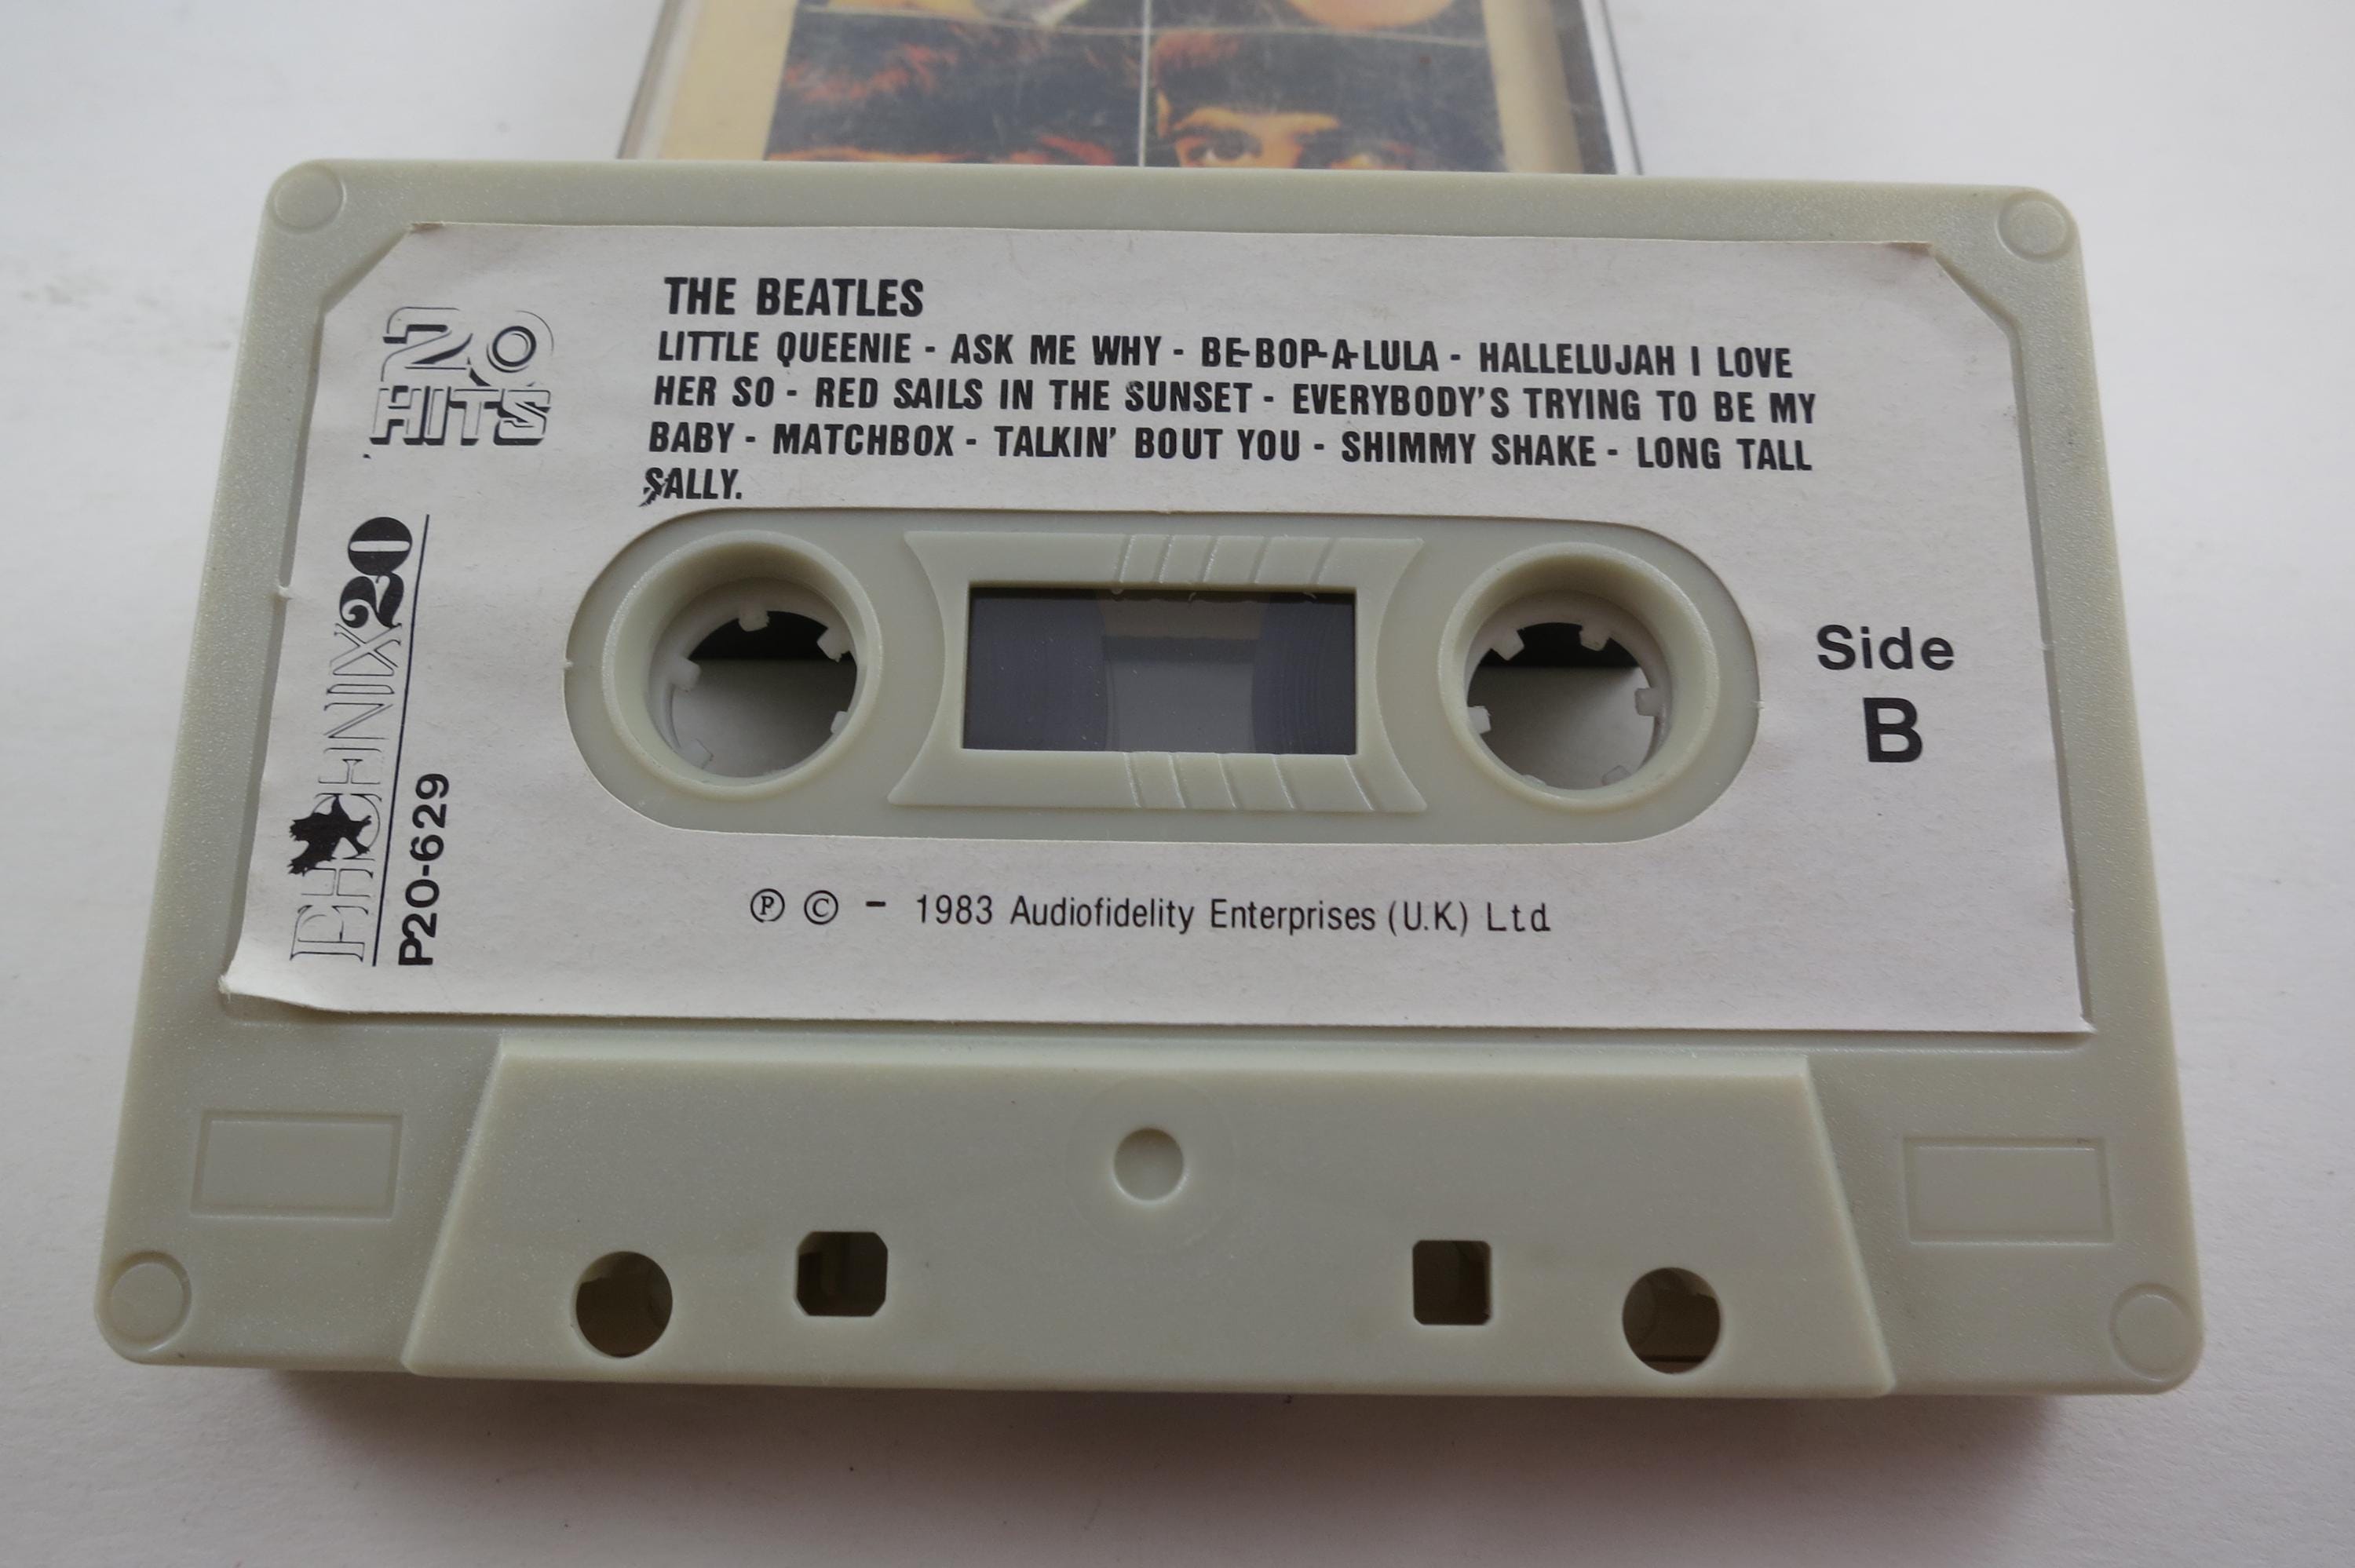 THE BEATLES
LITTLE QUEENIE - ASK ME WHY - BE-BOP-A-LULA - HALLELUJAH I LOVE
HER SO - RED SAILS IN THE SUNSET - EVERYBODY'S TRYING TO BE MY
BABY - MATCHBOX - TALKIN' BOUT YOU - SHIMMY SHAKE - LONG TALL
SALLY.
20
HITS
PHOENIX20
P20-629
Side
B
Ⓟ © - 1983 Audiofidelity Enterprises (U.K.) Ltd